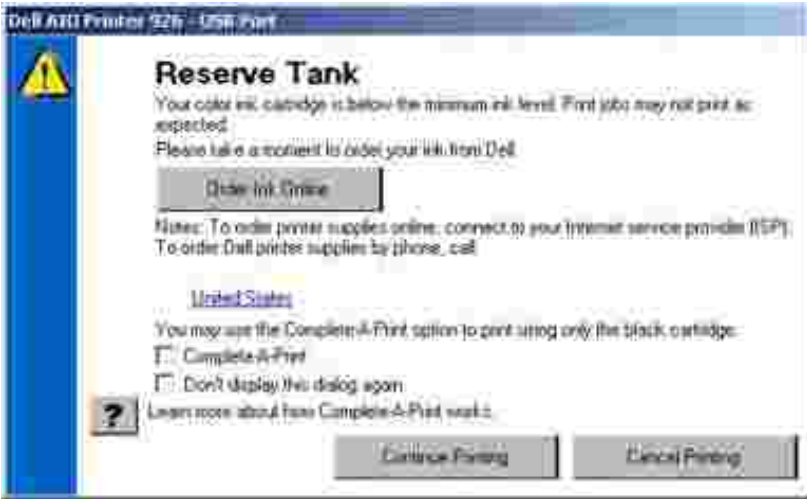 Dell AIO Printer 926 - USB Port
Reserve Tank
Your color ink cartridge is below the minimum ink level. Print jobs may not print as
expected.
Please take a moment to order your ink from Dell.
Order Ink Online
Notes: To order printer supplies online, connect to your Internet service provider (ISP).
To order Dell printer supplies by phone, call:
United States
You may use the Complete-A-Print option to print using only the black cartridge.
Complete-A-Print
Don't display this dialog again
? Learn more about how Complete-A-Print works.
Continue Printing Cancel Printing